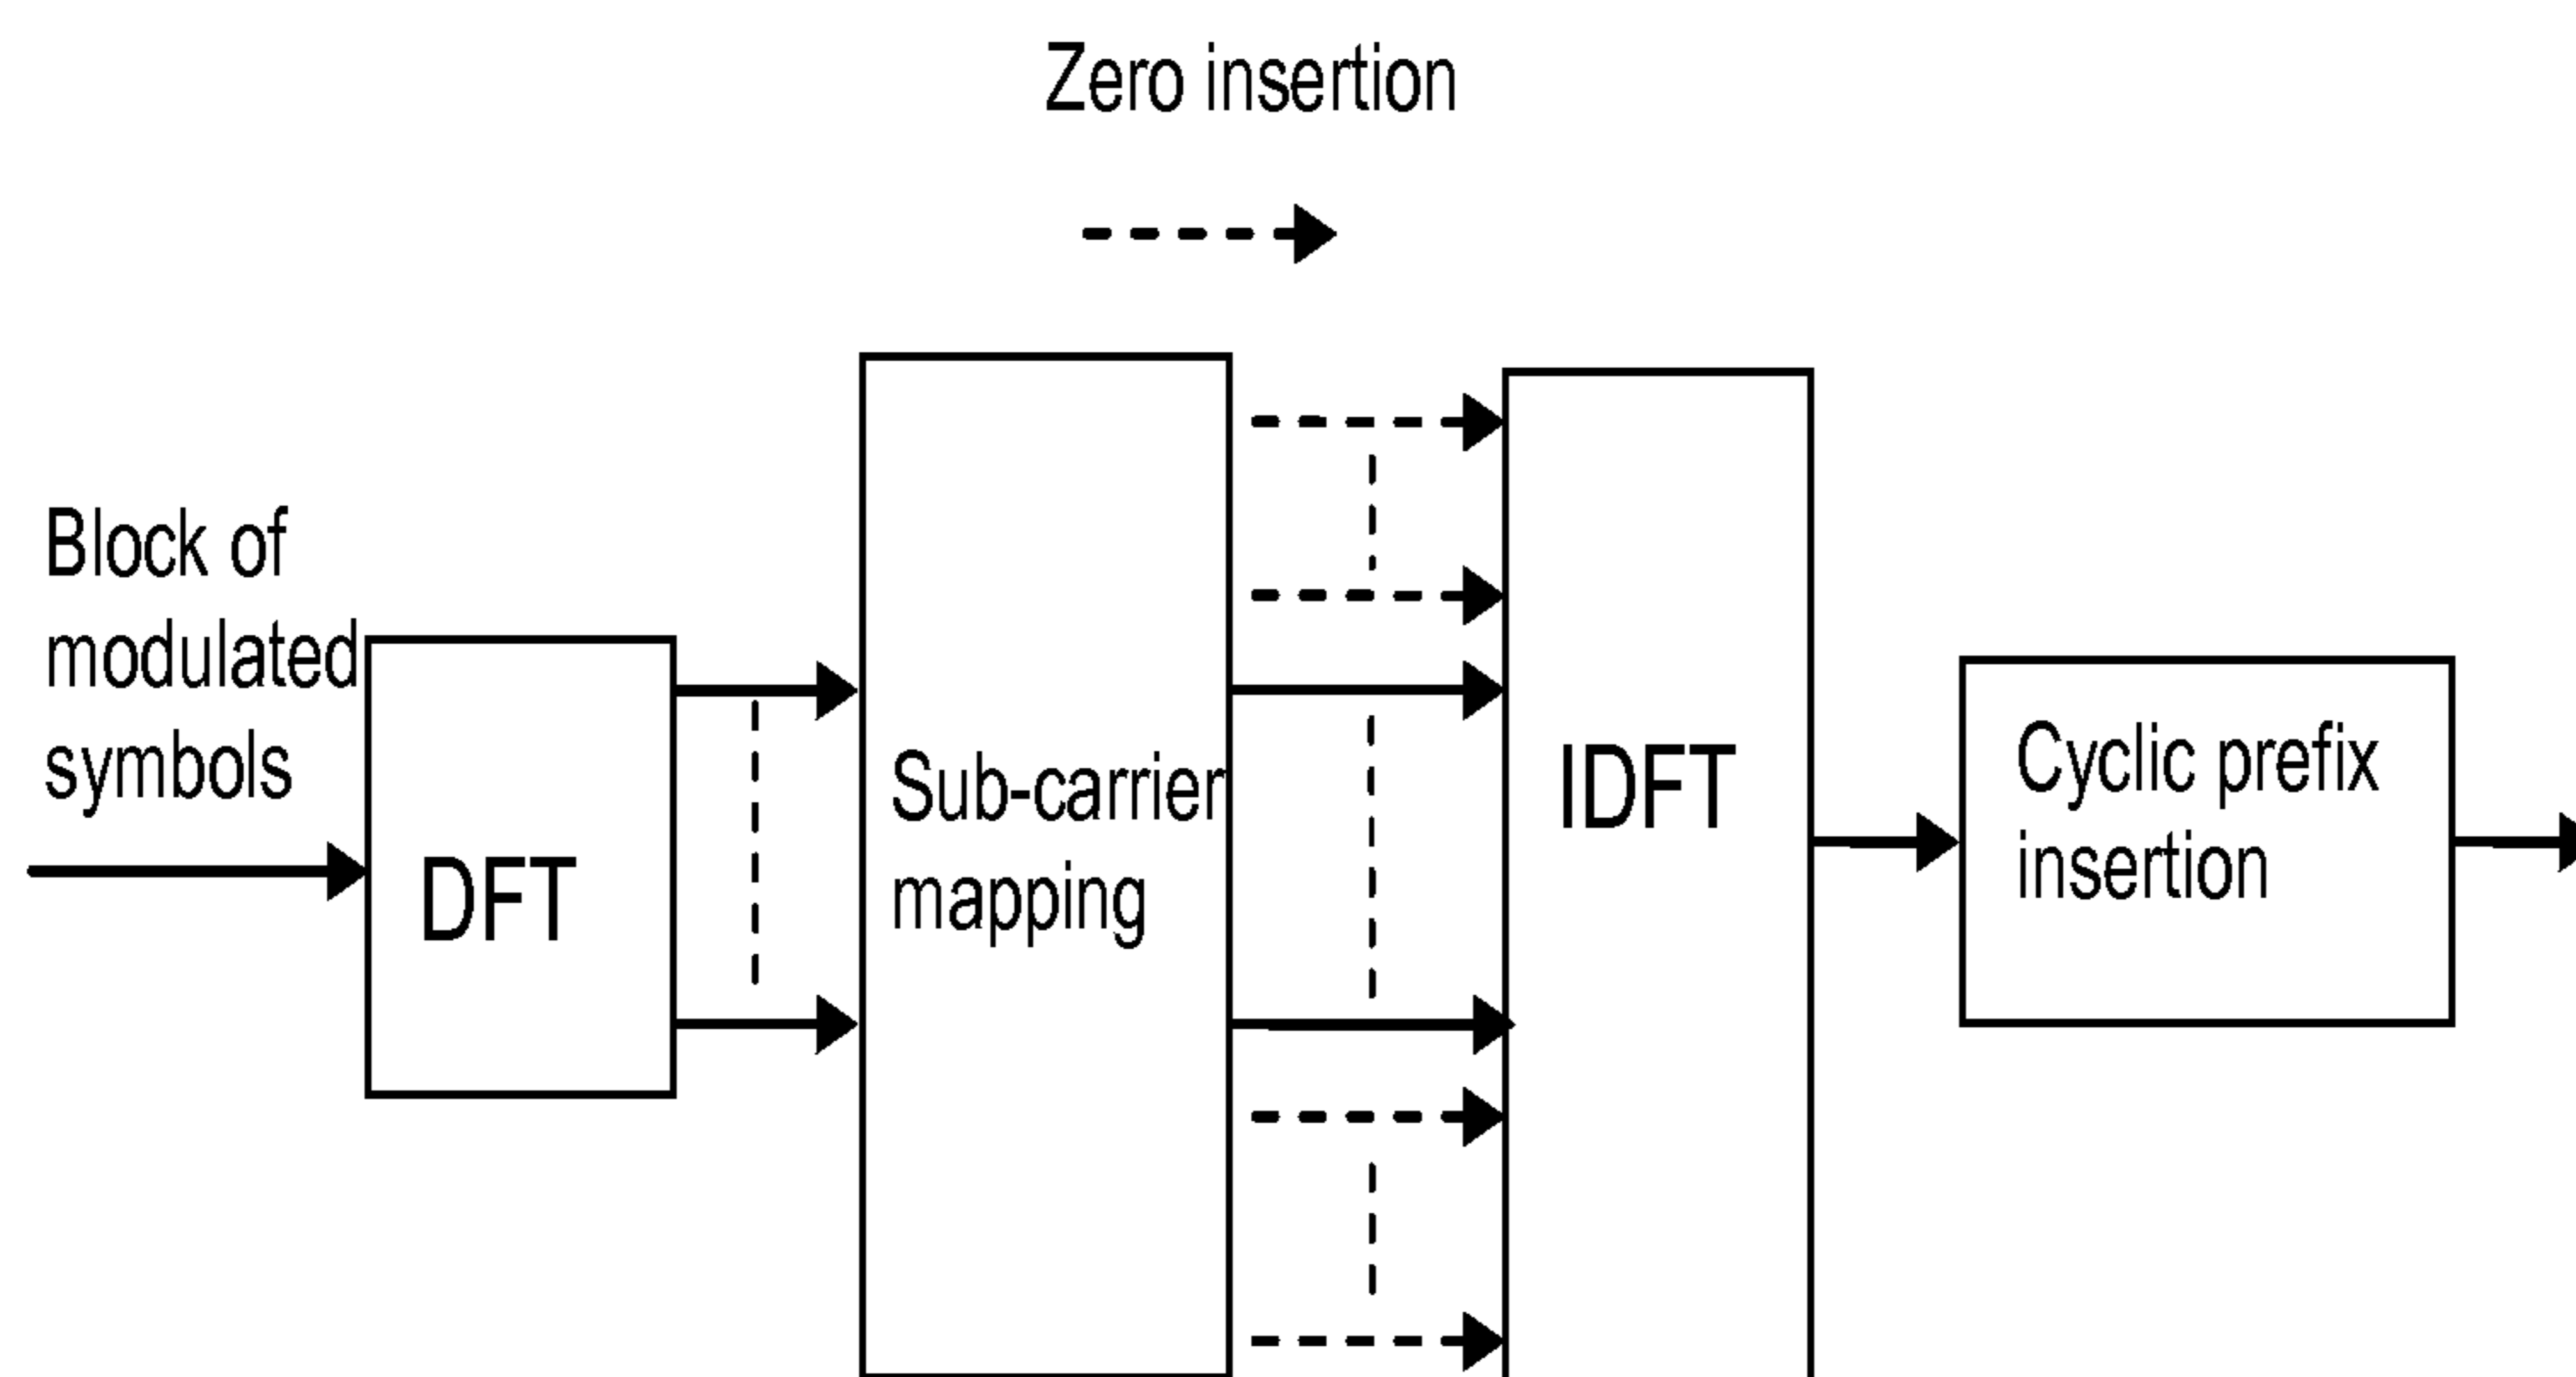 Zero insertion
Block of
modulated
symbols
DFT
Sub-carrier
mapping
IDFT
Cyclic prefix
insertion